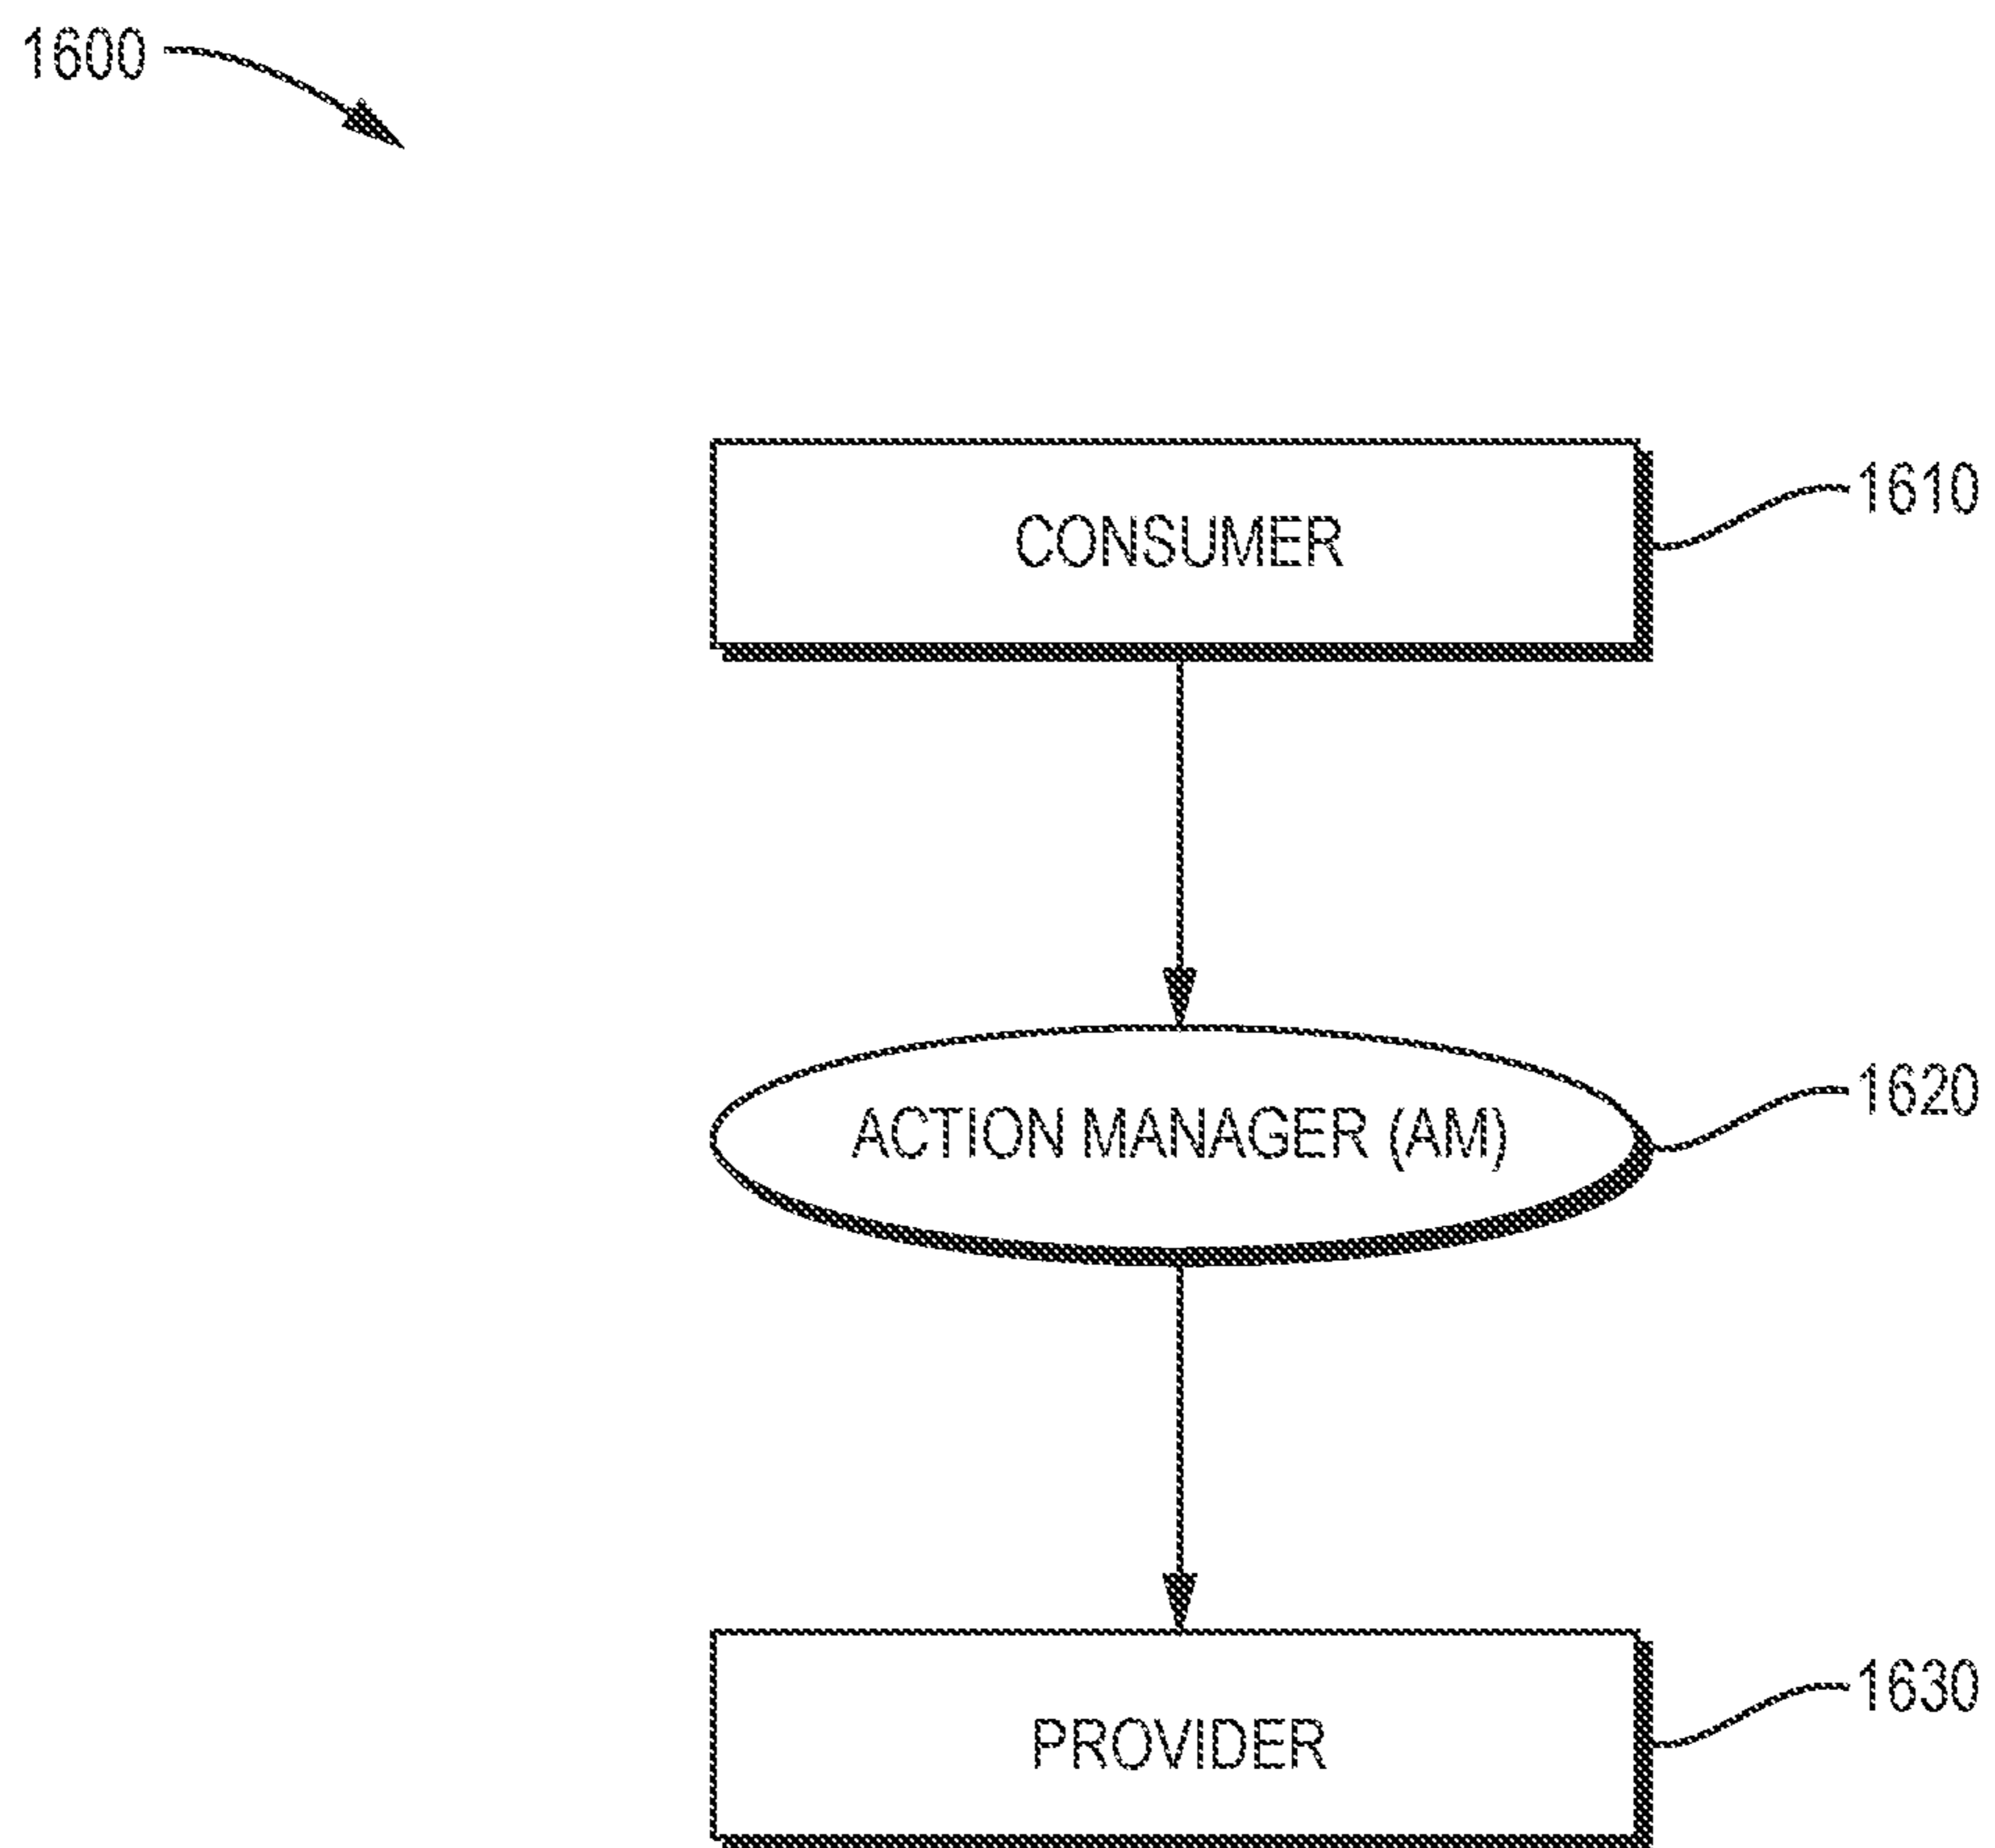 1600
CONSUMER
1610
ACTION MANAGER (AM)
1620
PROVIDER
1630